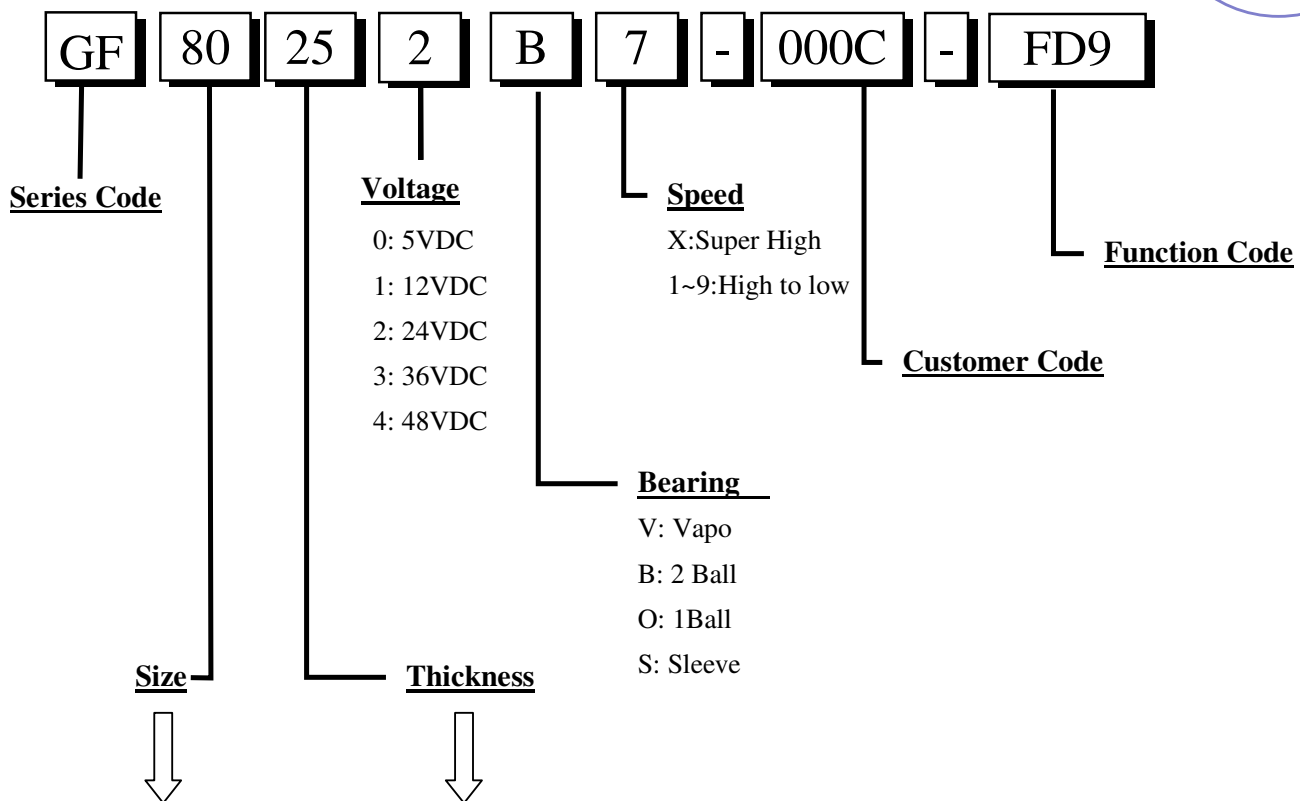 GF 80 25 2 B 7 - 000C - FD9
Series Code
Voltage
0: 5VDC
1: 12VDC
2: 24VDC
3: 36VDC
4: 48VDC
Speed
X:Super High
1~9:High to low
Function Code
Customer Code
Bearing
V: Vapo
B: 2 Ball
O: 1Ball
S: Sleeve
Size
Thickness